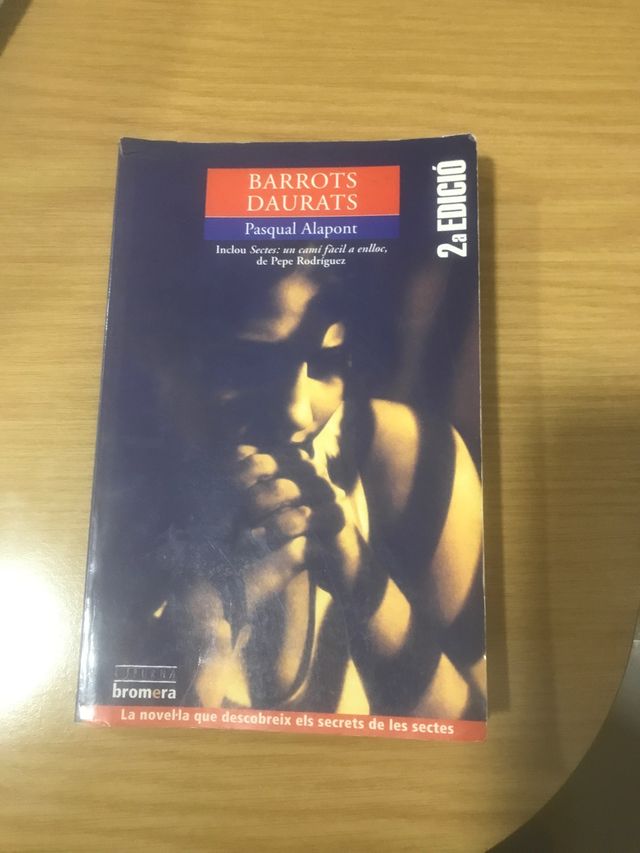 BARROTS
DAURATS
Pasqual Alapont
Inclou Sectes: un camí fàcil a enlloc,
de Pepe Rodríguez
2a EDICIÓ
bromera
La novel·la que descobreix els secrets de les sectes